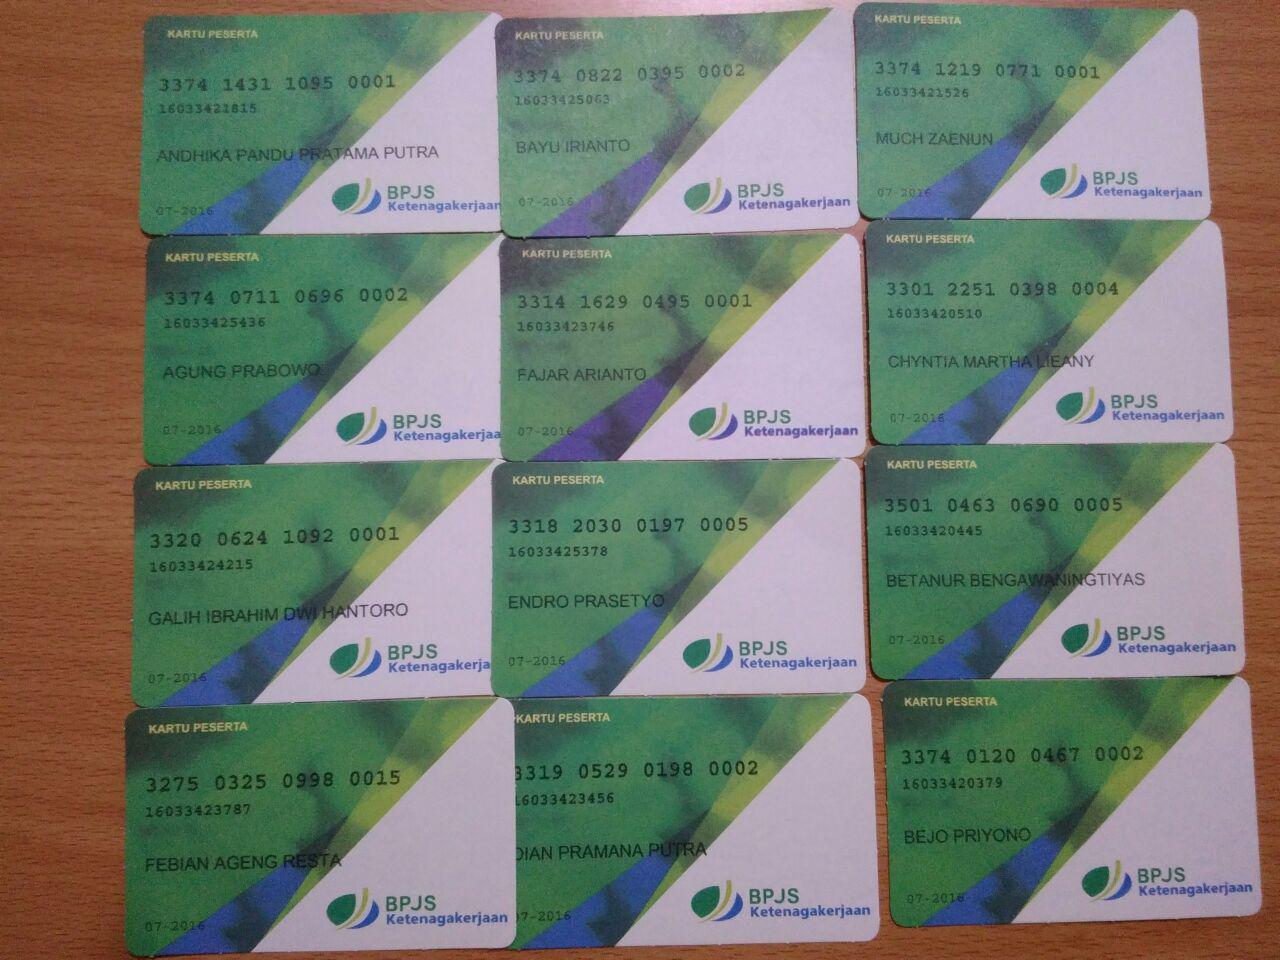 KARTU PESERTA
3374 1431 1095 0001
16033421815
ANDHIKA PANDU PRATAMA PUTRA
07-2016
BPJS
Ketenagakerjaan
KARTU PESERTA
3374 0822 0395 0002
16033425063
BAYU IRIANTO
07-2016
BPJS
Ketenagakerjaan
KARTU PESERTA
3374 1219 0771 0001
16033421526
MUCH ZAENUN
07-2016
BPJS
Ketenagakerjaan
KARTU PESERTA
3374 0711 0696 0002
16033425436
AGUNG PRABOWO
07-2016
BPJS
Ketenagakerjaa
KARTU PESERTA
3314 1629 0495 0001
16033423746
FAJAR ARIANTO
07-2016
BPJS
Ketenagakerjaan
KARTU PESERTA
3301 2251 0398 0004
16033420510
CHYNTIA MARTHA LIEANY
07-2016
BPJS
Ketenagakerjaan
KARTU PESERTA
3320 0624 1092 0001
16033424215
GALIH IBRAHIM DWI HANTORO
07-2016
BPJS
Ketenagakerja
KARTU PESERTA
3318 2030 0197 0005
16033425378
ENDRO PRASETYO
07-2016
BPJS
Ketenagakerjaan
KARTU PESERTA
3501 0463 0690 0005
16033420445
BETANUR BENGAWANINGTIYAS
07-2016
BPJS
Ketenagakerjaan
KARTU PESERTA
3275 0325 0998 0015
16033423787
FEBIAN AGENG RESTA
07-2016
BPJS
Ketenagakerjaan
KARTU PESERTA
3319 0529 0198 0002
16033423456
DIAN PRAMANA PUTRA
7-2016
BPJS
Ketenagakerjaan
KARTU PESERTA
3374 0120 0467 0002
16033420379
BEJO PRIYONO
07-2016
BPJS
Ketenagakerjaan